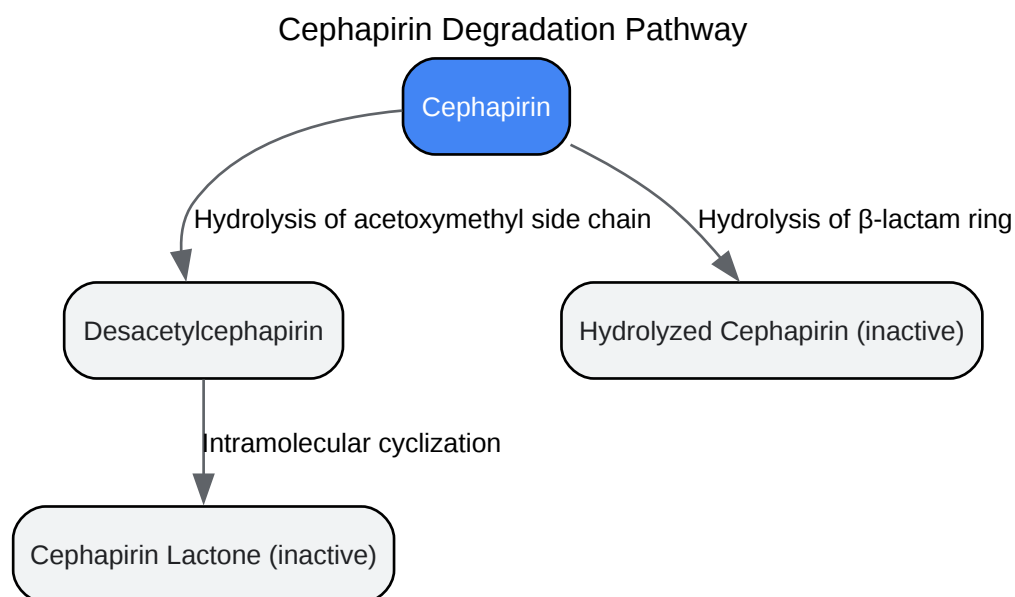 Cephapirin Degradation Pathway
Cephapirin
Hydrolysis of acetoxymethyl side chain
Hydrolysis of β-lactam ring
Desacetylcephapirin
Hydrolyzed Cephapirin (inactive)
Intramolecular cyclization
Cephapirin Lactone (inactive)